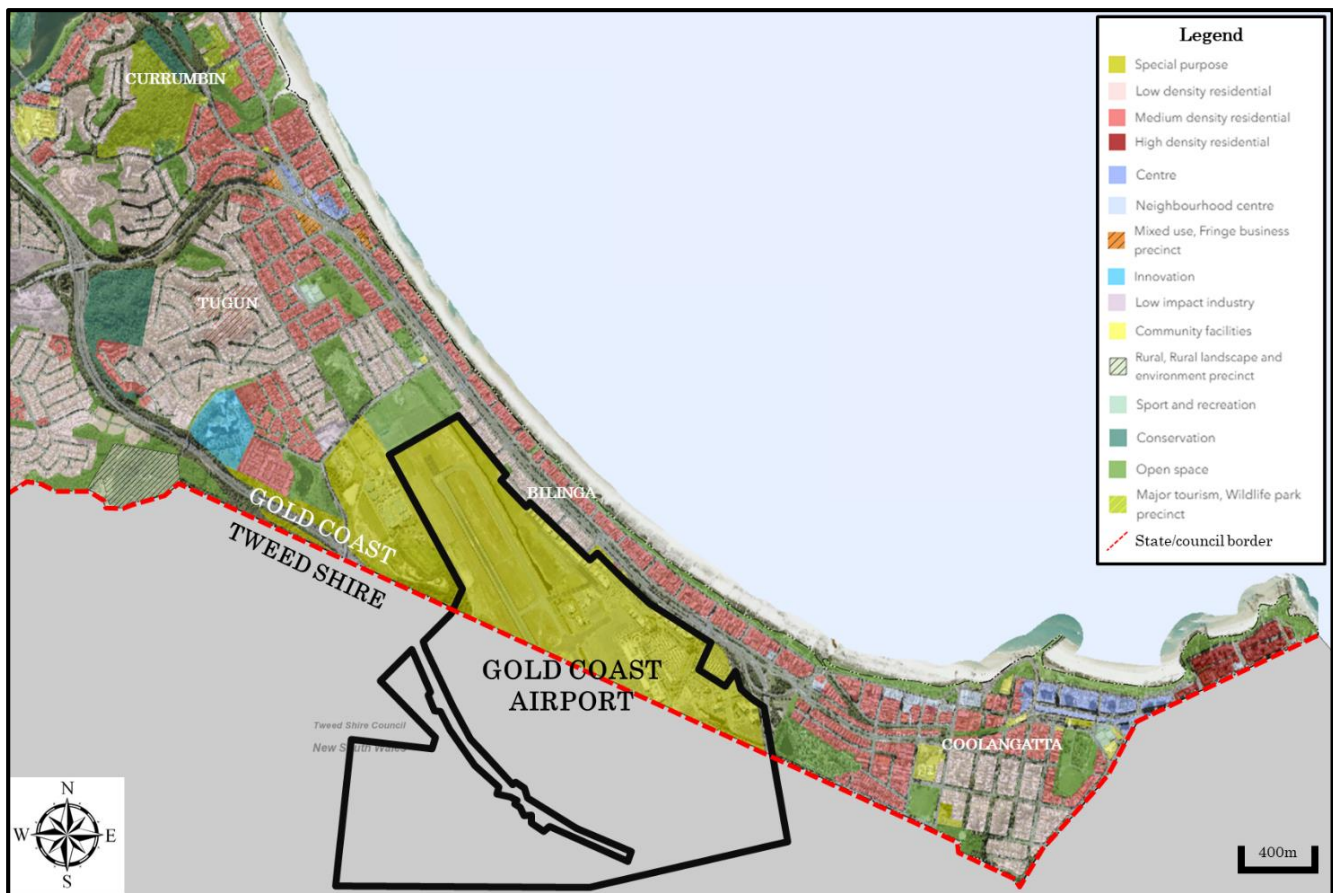 CURRUMBIN
TUGUN
BILINGA
GOLD COAST
TWEED SHIRE
GOLD COAST
AIRPORT
Tweed Shire Council
New South Wales
COOLANGATTA
Legend
Special purpose
Low density residential
Medium density residential
High density residential
Centre
Neighbourhood centre
Mixed use, Fringe business
precinct
Innovation
Low impact industry
Community facilities
Rural, Rural landscape and
environment precinct
Sport and recreation
Conservation
Open space
Major tourism, Wildlife park
precinct
State/council border
N
W
E
S
400m